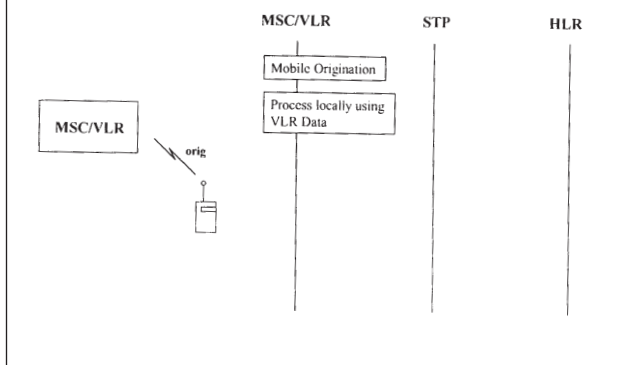 MSC/VLR STP HLR
Mobile Origination
Process locally using
VLR Data
MSC/VLR
orig